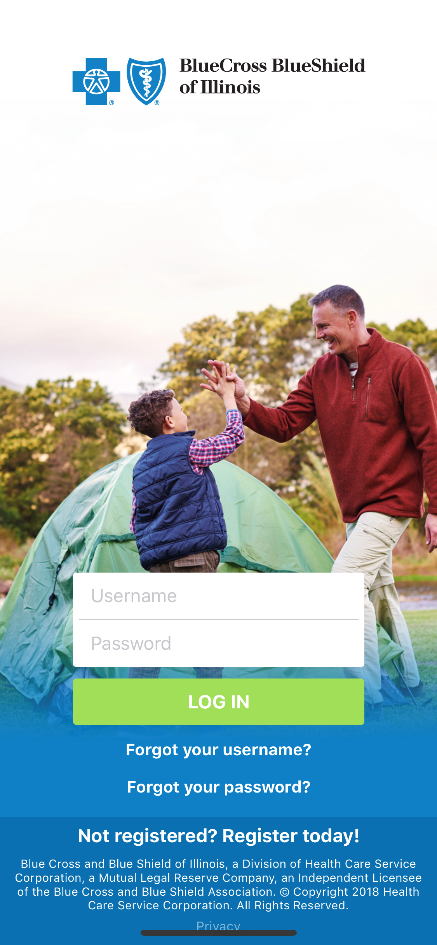 BlueCross BlueShield
of Illinois
Username
Password
LOG IN
Forgot your username?
Forgot your password?
Not registered? Register today!
Blue Cross and Blue Shield of Illinois, a Division of Health Care Service
Corporation, a Mutual Legal Reserve Company, an Independent Licensee
of the Blue Cross and Blue Shield Association. © Copyright 2018 Health
Care Service Corporation. All Rights Reserved.
Privacy